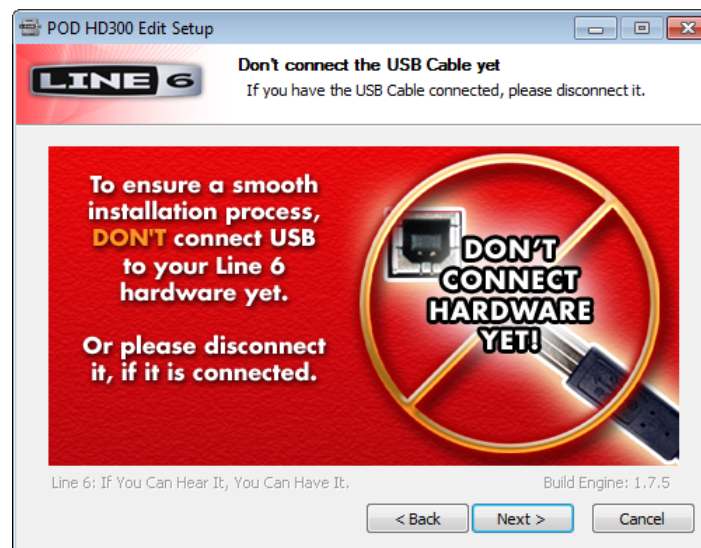 POD HD300 Edit Setup
LINE 6
Don't connect the USB Cable yet
If you have the USB Cable connected, please disconnect it.
To ensure a smooth
installation process,
DON'T connect USB
to your Line 6
hardware yet.
Or please disconnect
it, if it is connected.
DON'T
CONNECT
HARDWARE
YET!
Line 6: If You Can Hear It, You Can Have It.
Build Engine: 1.7.5
< Back
Next >
Cancel